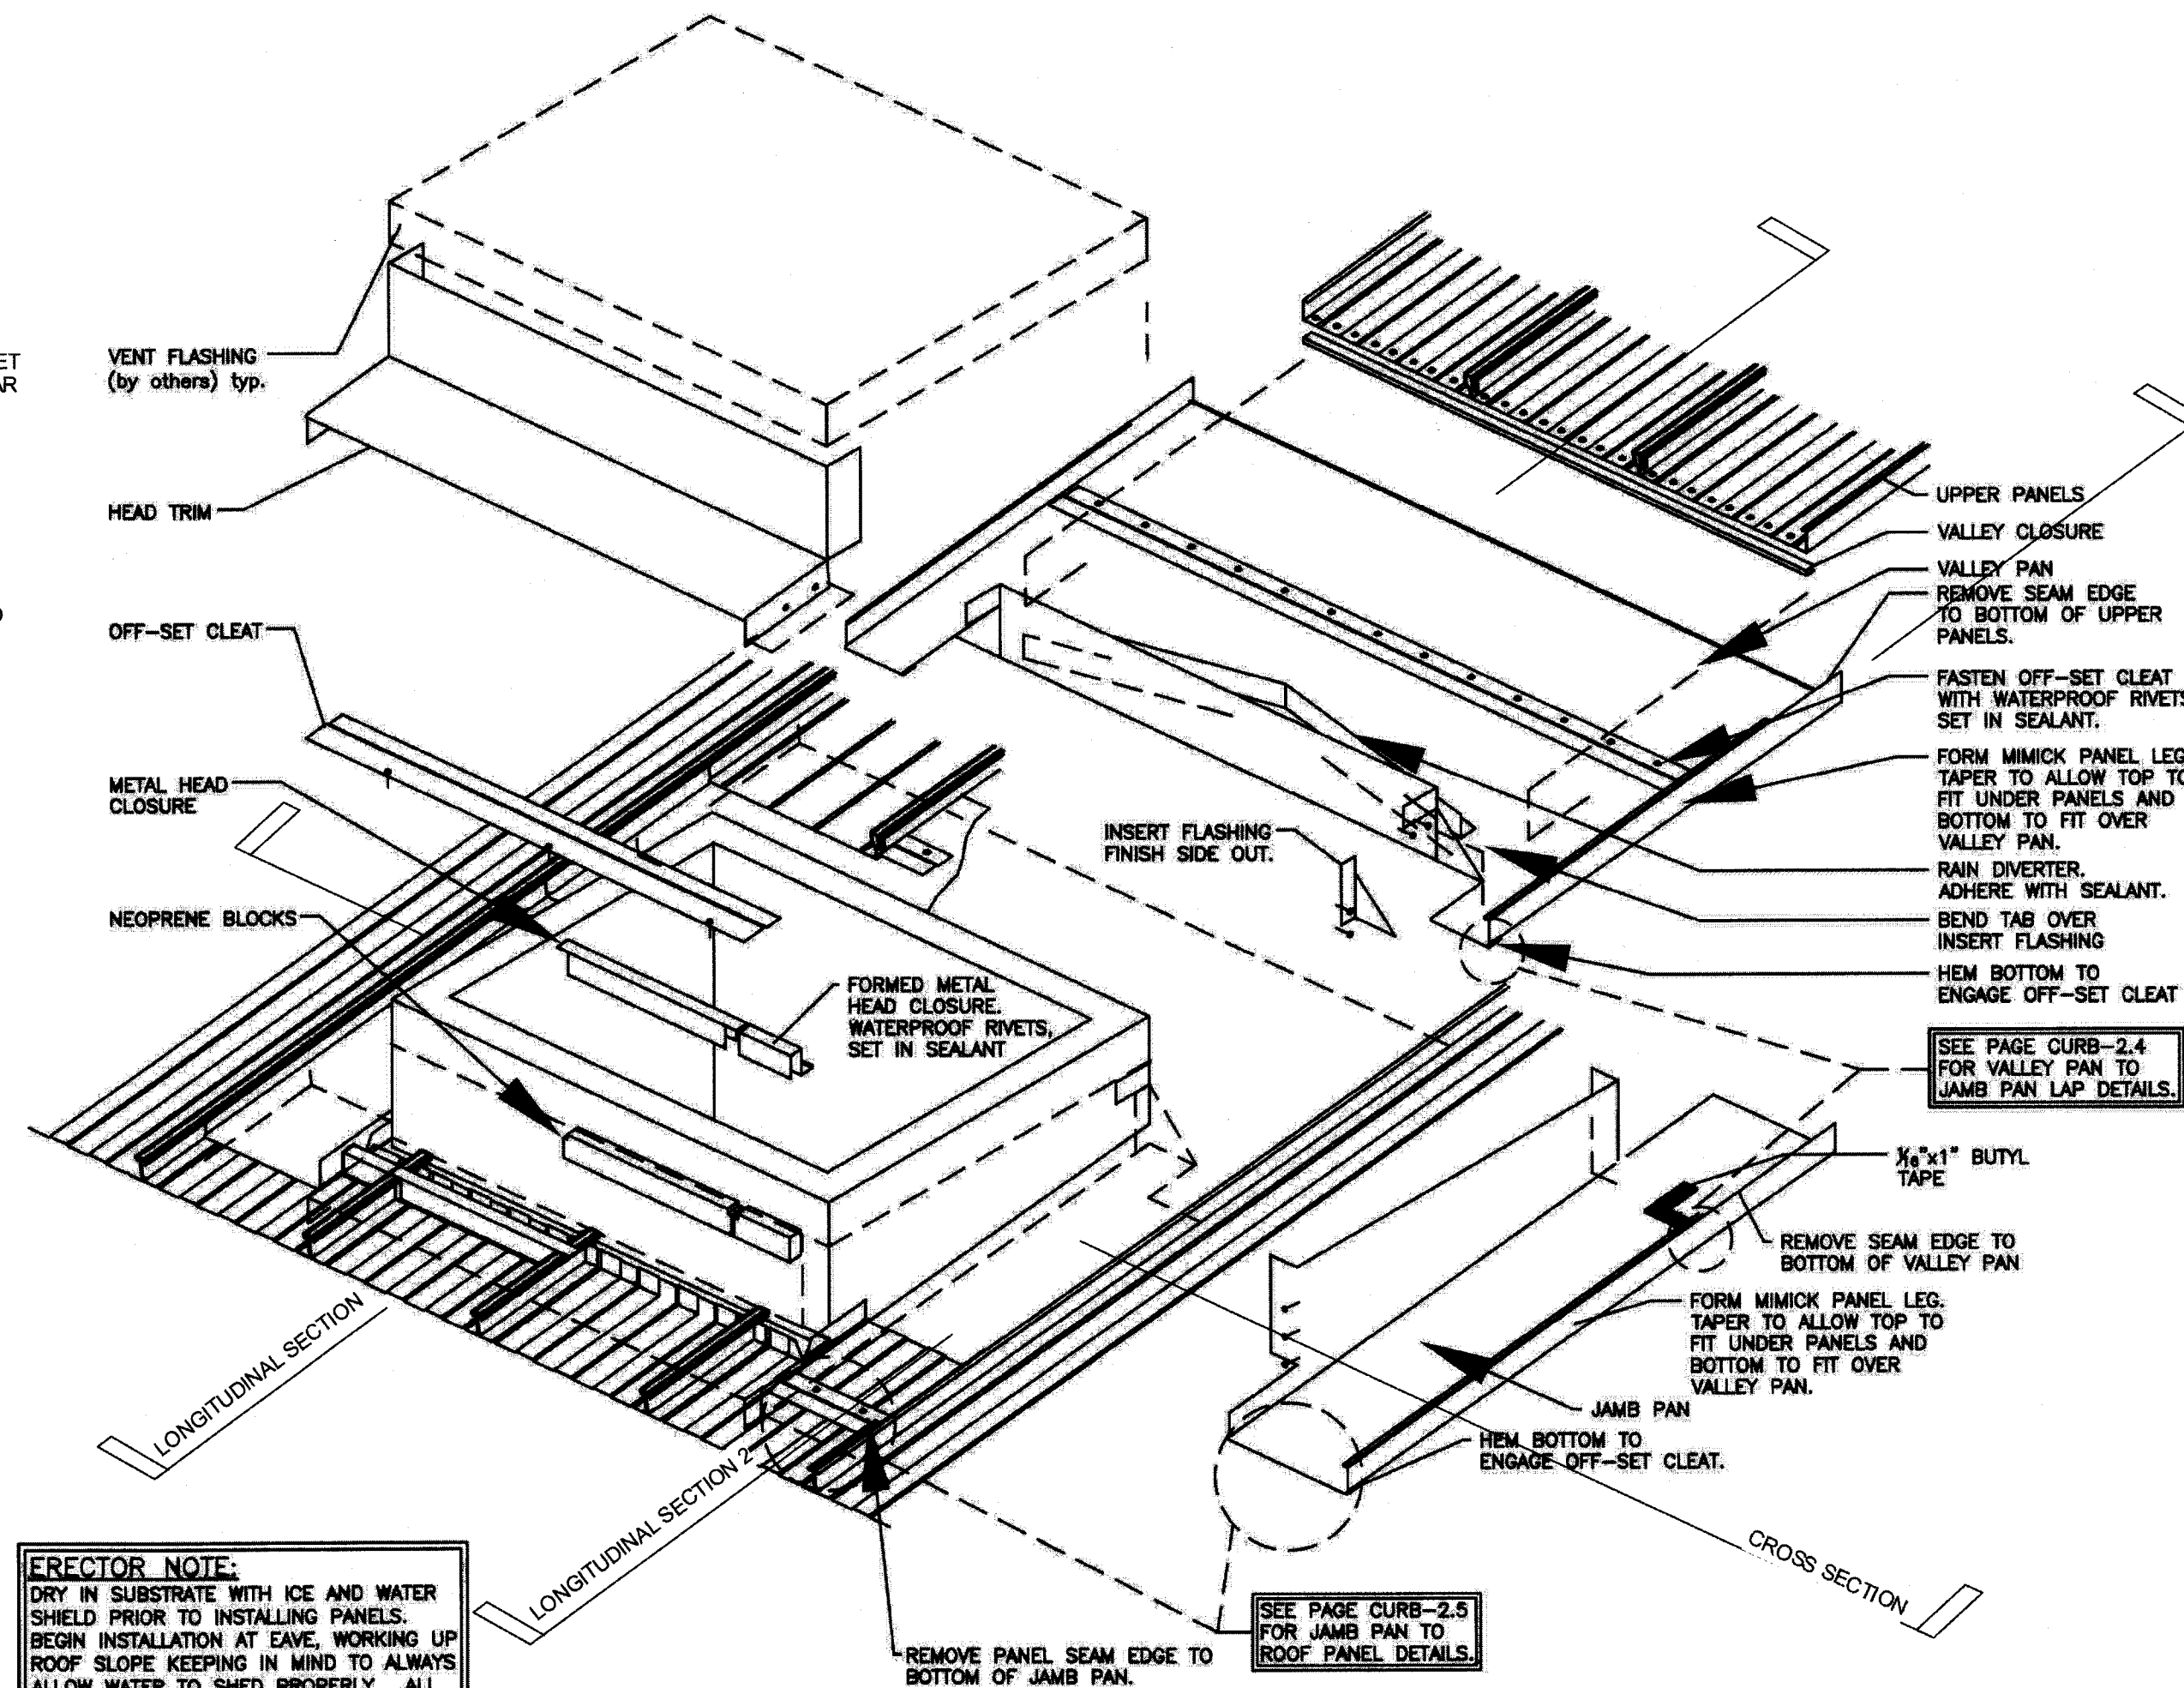 ET
AR
VENT FLASHING
(by others) typ.
HEAD TRIM
OFF-SET CLEAT
METAL HEAD
CLOSURE
NEOPRENE BLOCKS
FORMED METAL
HEAD CLOSURE.
WATERPROOF RIVETS,
SET IN SEALANT
INSERT FLASHING
FINISH SIDE OUT.
UPPER PANELS
VALLEY CLOSURE
VALLEY PAN
REMOVE SEAM EDGE
TO BOTTOM OF UPPER
PANELS.
FASTEN OFF-SET CLEAT
WITH WATERPROOF RIVETS
SET IN SEALANT.
FORM MIMICK PANEL LEG
TAPER TO ALLOW TOP TO
FIT UNDER PANELS AND
BOTTOM TO FIT OVER
VALLEY PAN.
RAIN DIVERTER.
ADHERE WITH SEALANT.
BEND TAB OVER
INSERT FLASHING
HEM BOTTOM TO
ENGAGE OFF-SET CLEAT
SEE PAGE CURB-2.4
FOR VALLEY PAN TO
JAMB PAN LAP DETAILS.
x1" BUTYL
TAPE
REMOVE SEAM EDGE TO
BOTTOM OF VALLEY PAN
FORM MIMICK PANEL LEG.
TAPER TO ALLOW TOP TO
FIT UNDER PANELS AND
BOTTOM TO FIT OVER
VALLEY PAN.
JAMB PAN
HEM BOTTOM TO
ENGAGE OFF-SET CLEAT.
LONGITUDINAL SECTION
LONGITUDINAL SECTION 2
CROSS SECTION
SEE PAGE CURB-2.5
FOR JAMB PAN TO
ROOF PANEL DETAILS.
REMOVE PANEL SEAM EDGE TO
BOTTOM OF JAMB PAN.
ERECTOR NOTE:
DRY IN SUBSTRATE WITH ICE AND WATER
SHIELD PRIOR TO INSTALLING PANELS.
BEGIN INSTALLATION AT EAVE, WORKING UP
ROOF SLOPE KEEPING IN MIND TO ALWAYS
ALLOW WATER TO SHED PROPERLY. ALL